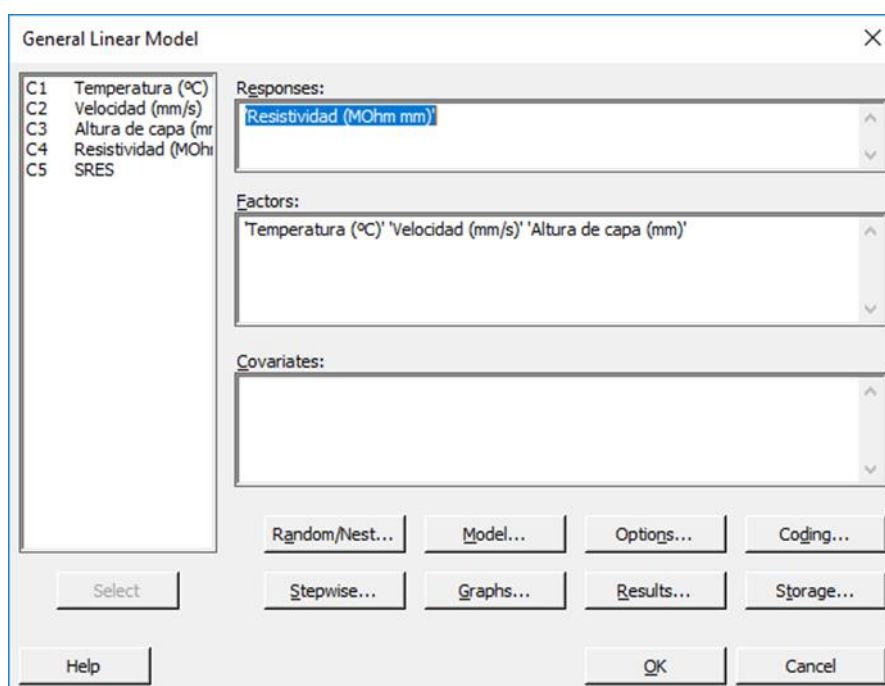 General Linear Model
C1 Temperatura (ºC)
C2 Velocidad (mm/s)
C3 Altura de capa (mr
C4 Resistividad (MOhr
C5 SRES
Responses:
'Resistividad (MOhm mm)'
Factors:
'Temperatura (ºC)' 'Velocidad (mm/s)' 'Altura de capa (mm)'
Covariates:
Random/Nest... Model... Options... Coding...
Select Stepwise... Graphs... Results... Storage...
Help OK Cancel